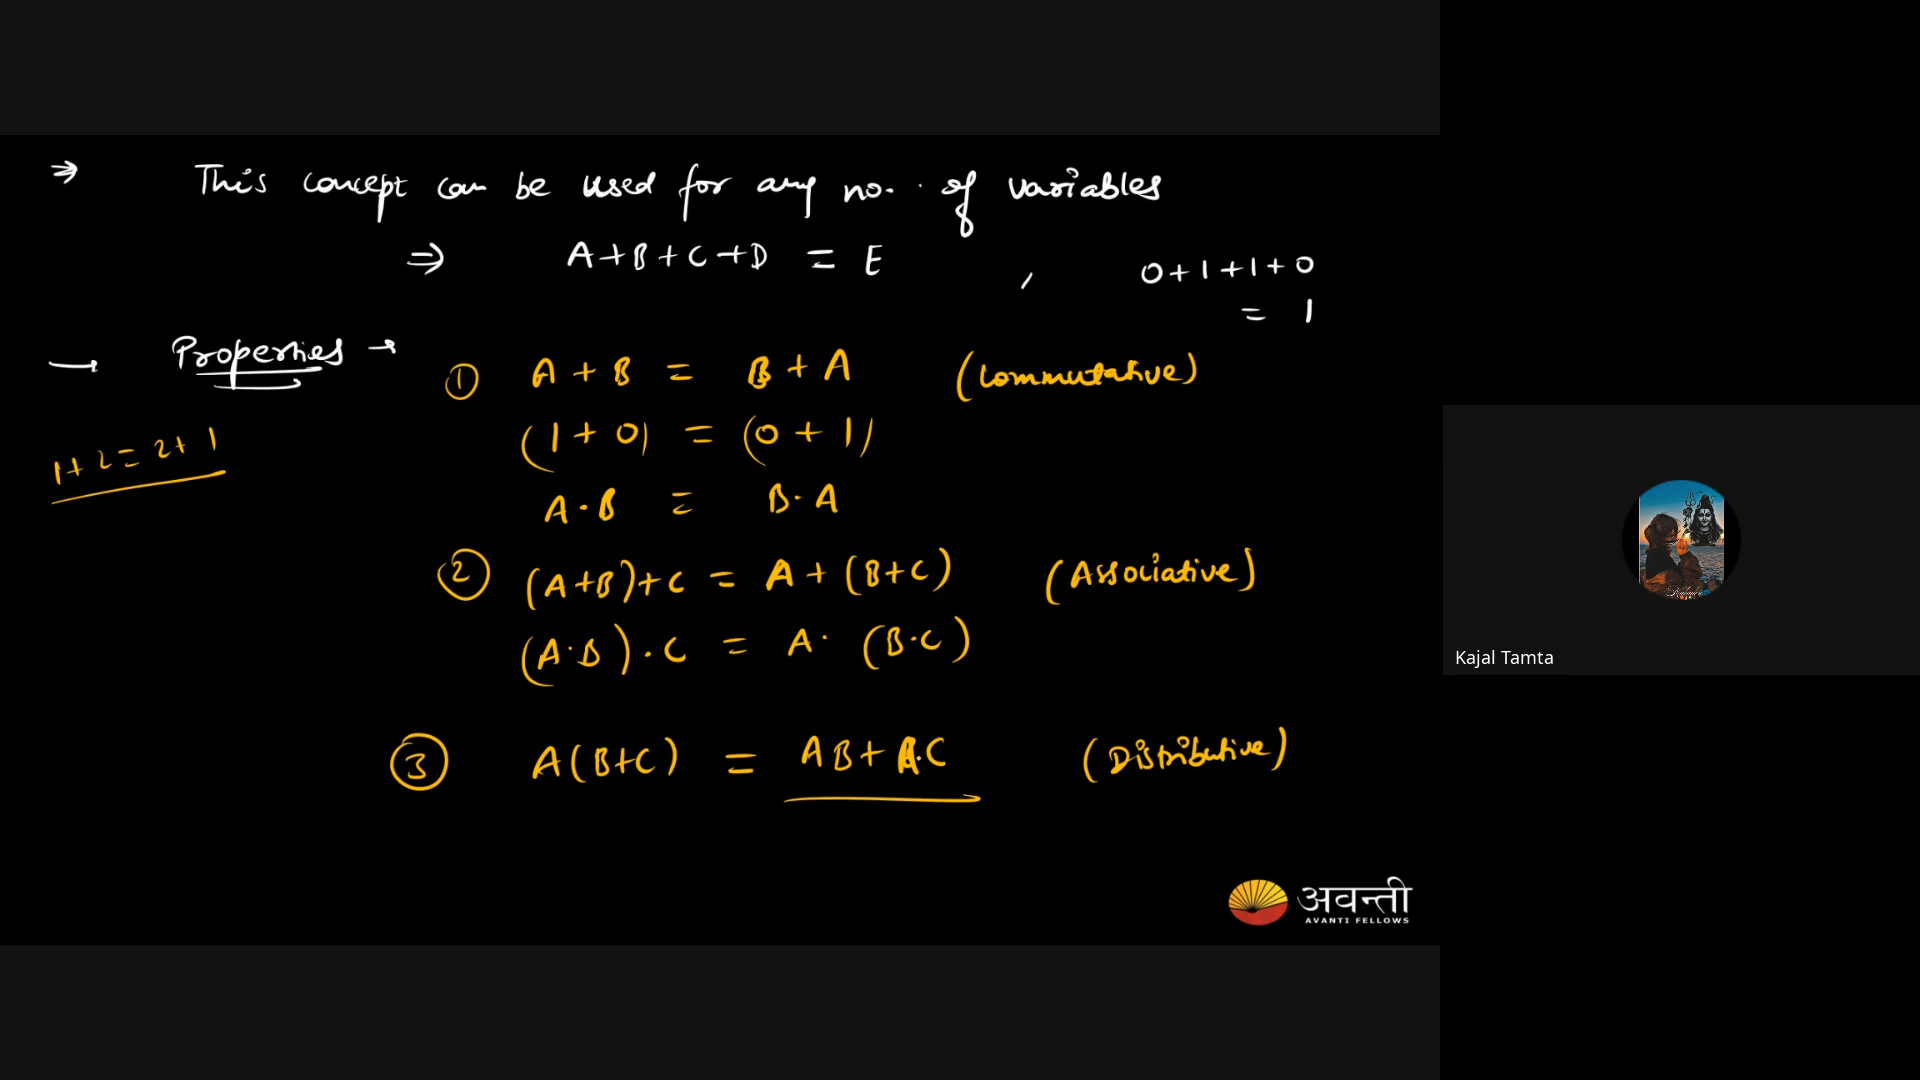 ⇒ This concept can be used for any no. of variables
⇒ A+B+C+D = E , 0+1+1+0
= 1
→ Properties →
① A + B = B + A (Commutative)
(1 + 0) = (0 + 1)
1+2=2+1
A·B = B·A
② (A+B)+C = A + (B+C) (Associative)
(A·B)·C = A· (B·C)
③ A(B+C) = AB+A·C (Distributive)
अवन्ती
AVANTI FELLOWS
Kajal Tamta